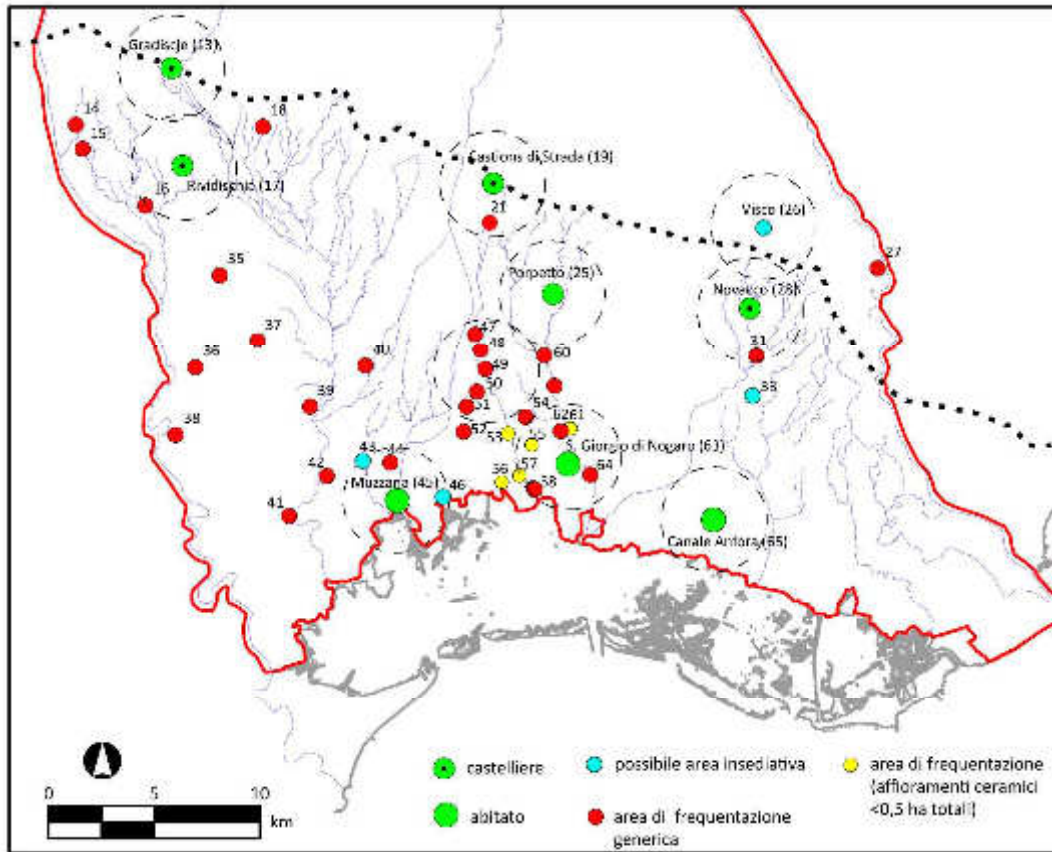 Gradiscje (13)
14
15
18
Rividischia (17)
16
Castions di Strada (19)
21
Visco (26)
27
35
Porpetto (25)
Novacco (28)
31
37
47
48
49
60
36
40
50
33
39
51
54
38
52
53
55
6261
S. Giorgio di Nogaro (63)
43
44
42
Muzzana (45)
46
56
57
58
64
41
Canale Anfora (65)
0 5 10
km
castelliere
abitato
possibile area insediativa
area di frequentazione
generica
area di frequentazione
(affioramenti ceramici
<0,5 ha totali)